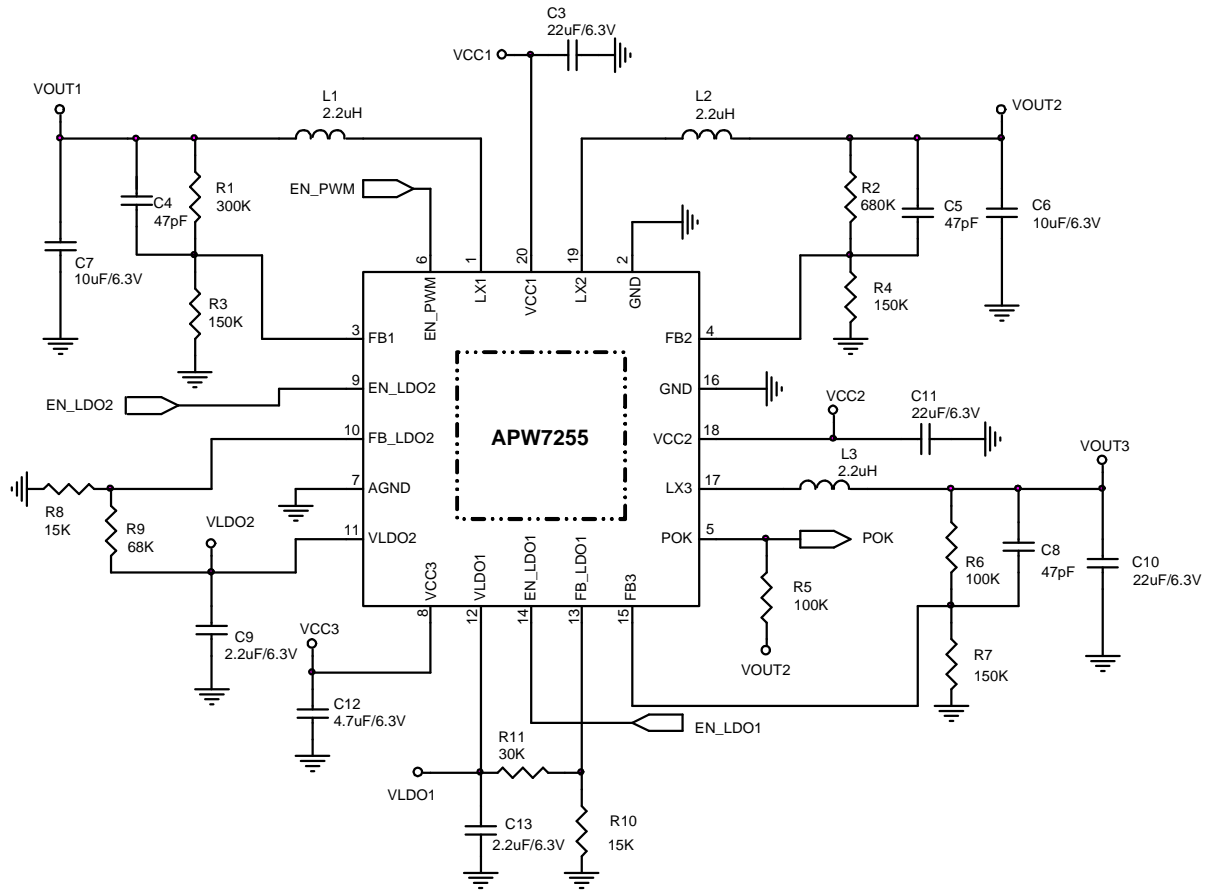 C3
22uF/6.3V
VCC1
VOUT1
L1
2.2uH
L2
2.2uH
VOUT2
EN_PWM
C4
47pF
R1
300K
R2
680K
C5
47pF
C6
10uF/6.3V
C7
10uF/6.3V
R3
150K
R4
150K
6
1
20
19
2
EN_PWM
LX1
VCC1
LX2
GND
3
FB1
FB2
4
EN_LDO2
9
EN_LDO2
GND
16
10
FB_LDO2
APW7255
VCC2
18
VCC2
C11
22uF/6.3V
7
AGND
LX3
17
L3
2.2uH
VOUT3
R8
15K
R9
68K
VLDO2
11
VLDO2
POK
5
POK
VCC3
VLDO1
EN_LDO1
FB_LDO1
FB3
8
12
14
13
15
R5
100K
VOUT2
R6
100K
C8
47pF
C10
22uF/6.3V
R7
150K
C9
2.2uF/6.3V
VCC3
C12
4.7uF/6.3V
EN_LDO1
R11
30K
VLDO1
C13
2.2uF/6.3V
R10
15K